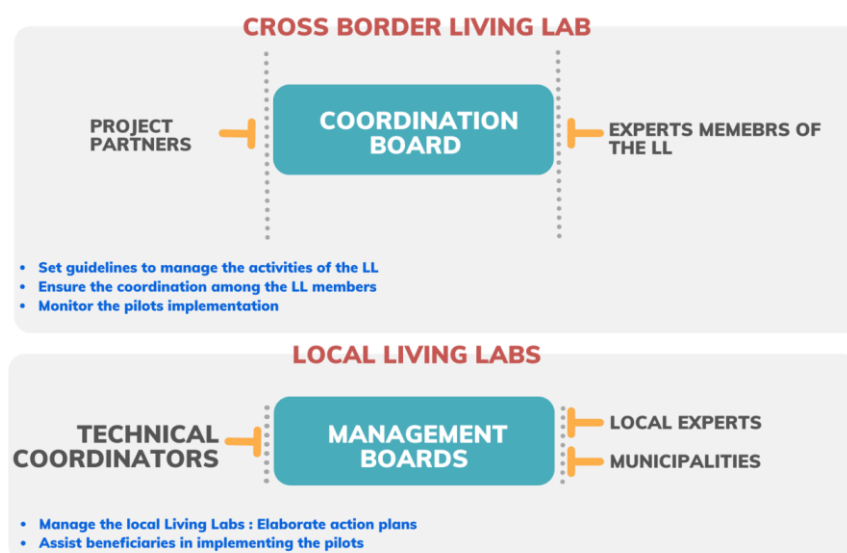 CROSS BORDER LIVING LAB
PROJECT
PARTNERS
COORDINATION
BOARD
EXPERTS MEMEBRS OF
THE LL
• Set guidelines to manage the activities of the LL
• Ensure the coordination among the LL members
• Monitor the pilots implementation
LOCAL LIVING LABS
TECHNICAL
COORDINATORS
MANAGEMENT
BOARDS
LOCAL EXPERTS
MUNICIPALITIES
• Manage the local Living Labs : Elaborate action plans
• Assist beneficiaries in implementing the pilots